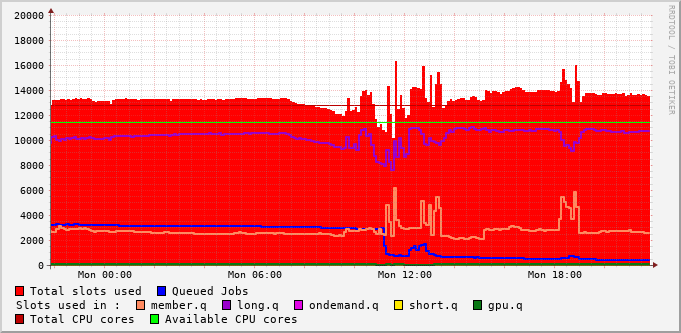 20000
18000
16000
14000
12000
10000
8000
6000
4000
2000
0
Mon 00:00 Mon 06:00 Mon 12:00 Mon 18:00
RRDTOOL / TOBI OETIKER
Total slots used Queued Jobs
Slots used in : member.q long.q ondemand.q short.q gpu.q
Total CPU cores Available CPU cores